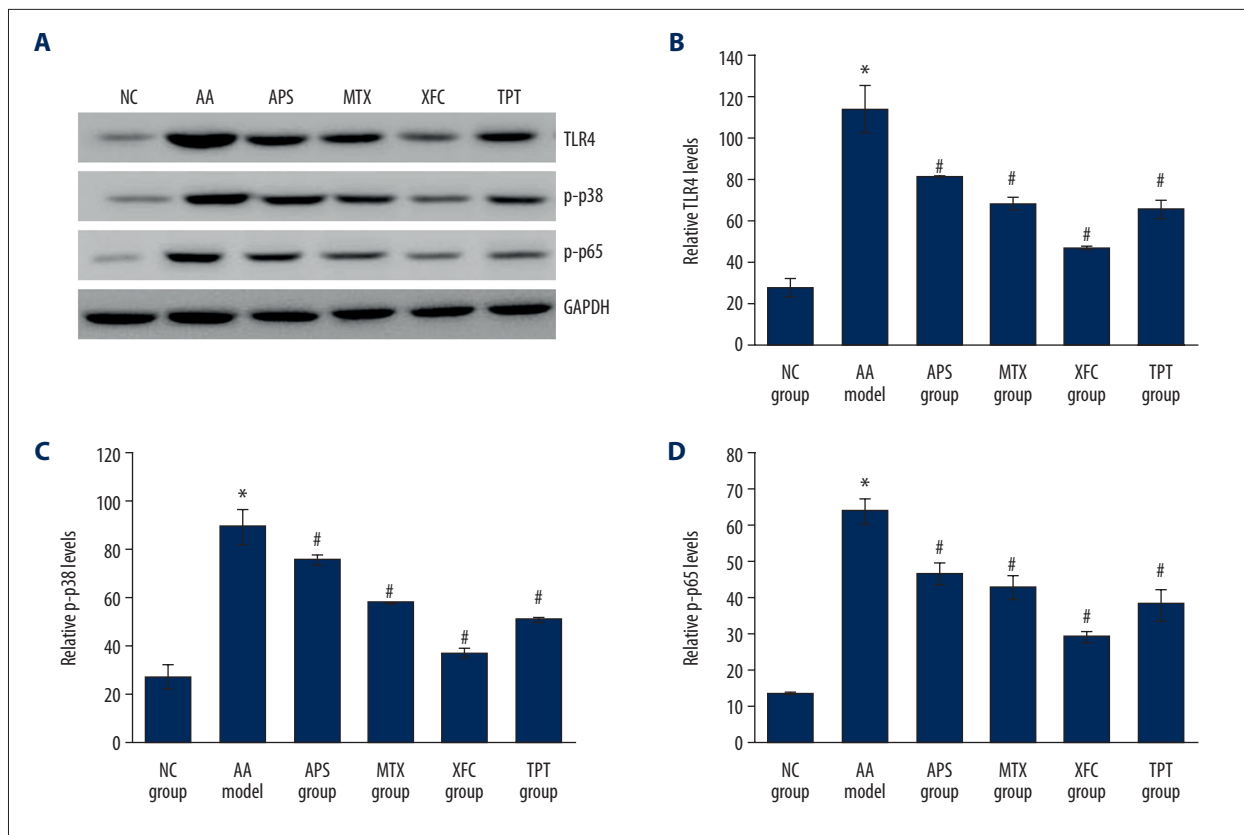 A
NC AA APS MTX XFC TPT
TLR4
p-p38
p-p65
GAPDH
B
Relative TLR4 levels
140
120
100
80
60
40
20
0
*
#
#
#
#
NC group
AA model
APS group
MTX group
XFC group
TPT group
C
Relative p-p38 levels
120
100
80
60
40
20
0
*
#
#
#
#
NC group
AA model
APS group
MTX group
XFC group
TPT group
D
Relative p-p65 levels
80
70
60
50
40
30
20
10
0
*
#
#
#
#
NC group
AA model
APS group
MTX group
XFC group
TPT group